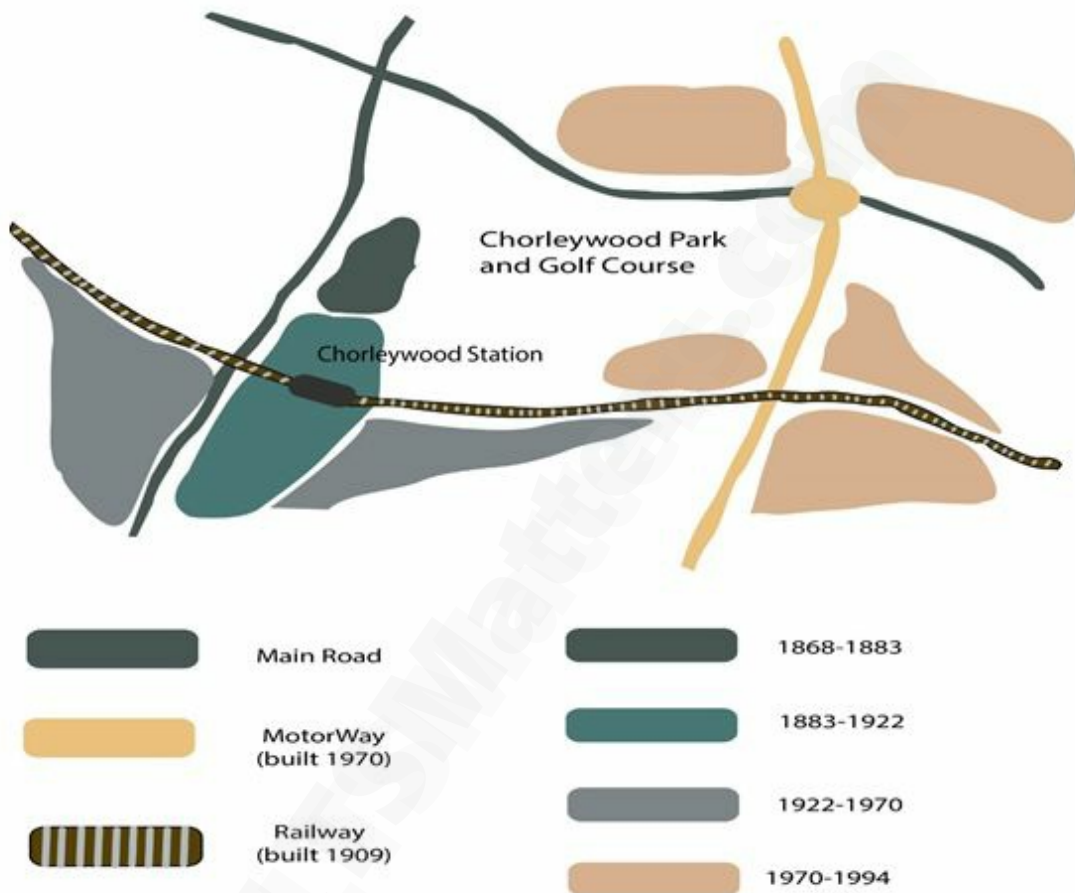 Chorleywood Park
and Golf Course
Chorleywood Station
Main Road
MotorWay
(built 1970)
Railway
(built 1909)
1868-1883
1883-1922
1922-1970
1970-1994